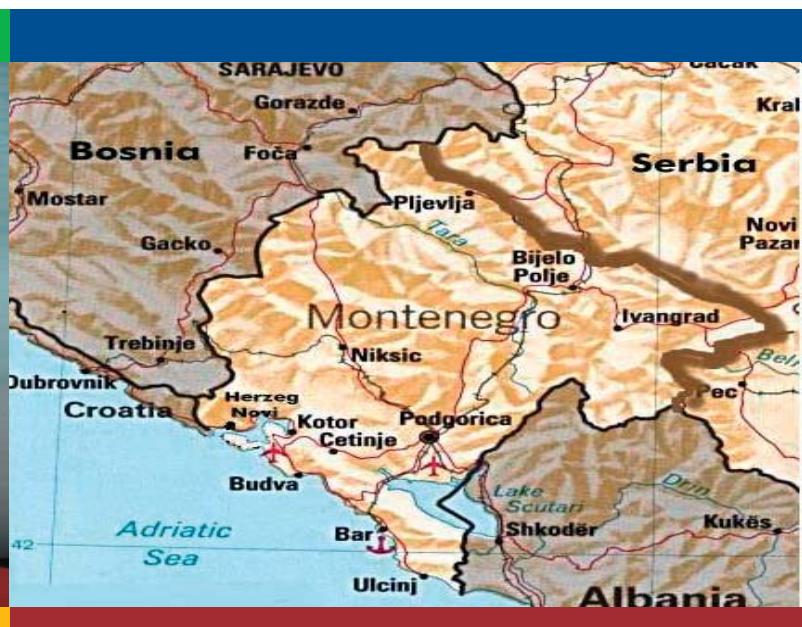 SARAJEVO
Gorazde
Kral
Bosnia
Foča
Serbia
Mostar
Pljevlja
Tara
Gacko
Novi
Pazar
Bijelo
Polje
Montenegro
Ivangrad
Trebinje
Niksic
Dubrovnik
Pec
Croatia
Herzeg
Novi
Kotor
Podgorica
Cetinje
Budva
Lake
Scutari
Drin
Adriatic
Sea
Bar
Shkodër
Kukës
42
Ulcinj
Albania